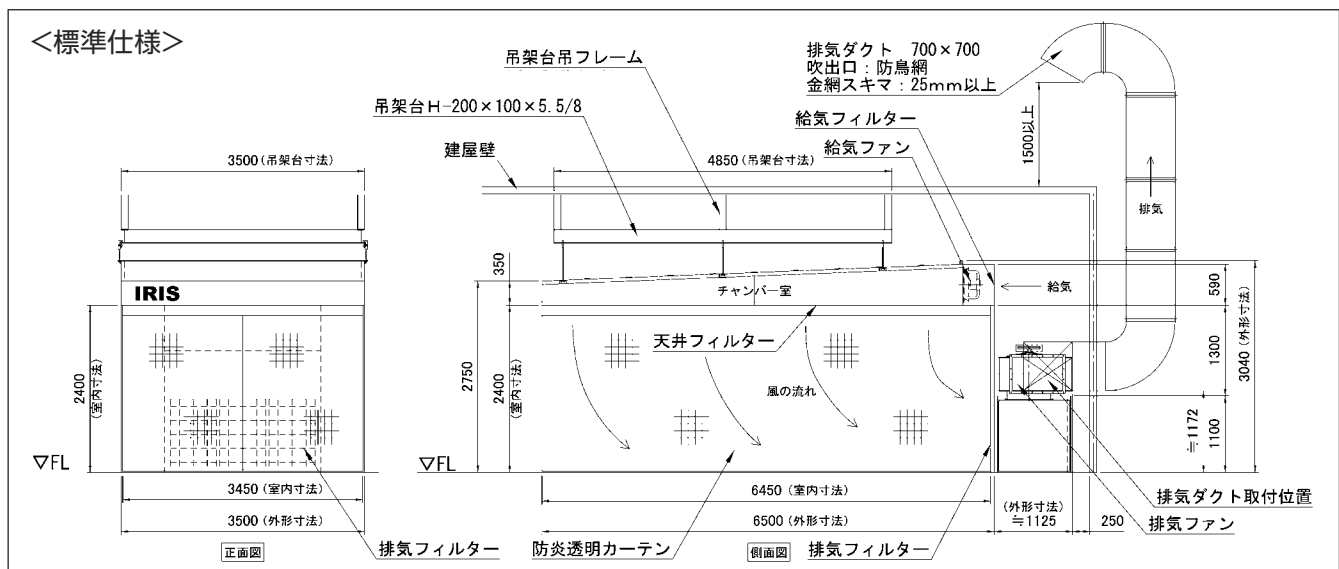 ＜標準仕様＞
吊架台吊フレーム
吊架台H-200×100×5.5/8
建屋壁
排気ダクト 700×700
吹出口：防鳥網
金網スキマ：25mm以上
給気フィルター
給気ファン
3500(吊架台寸法)
4850(吊架台寸法)
1500以上
排気
IRIS
350
チャンバー室
給気
590
天井フィルター
2400
(室内寸法)
2750
2400
(室内寸法)
風の流れ
1300
3040(外形寸法)
≒1172
1100
▽FL
▽FL
3450(室内寸法)
3500(外形寸法)
6450(室内寸法)
6500(外形寸法)
(外形寸法)
≒1125
250
排気ダクト取付位置
排気ファン
正面図
排気フィルター
防炎透明カーテン
側面図
排気フィルター